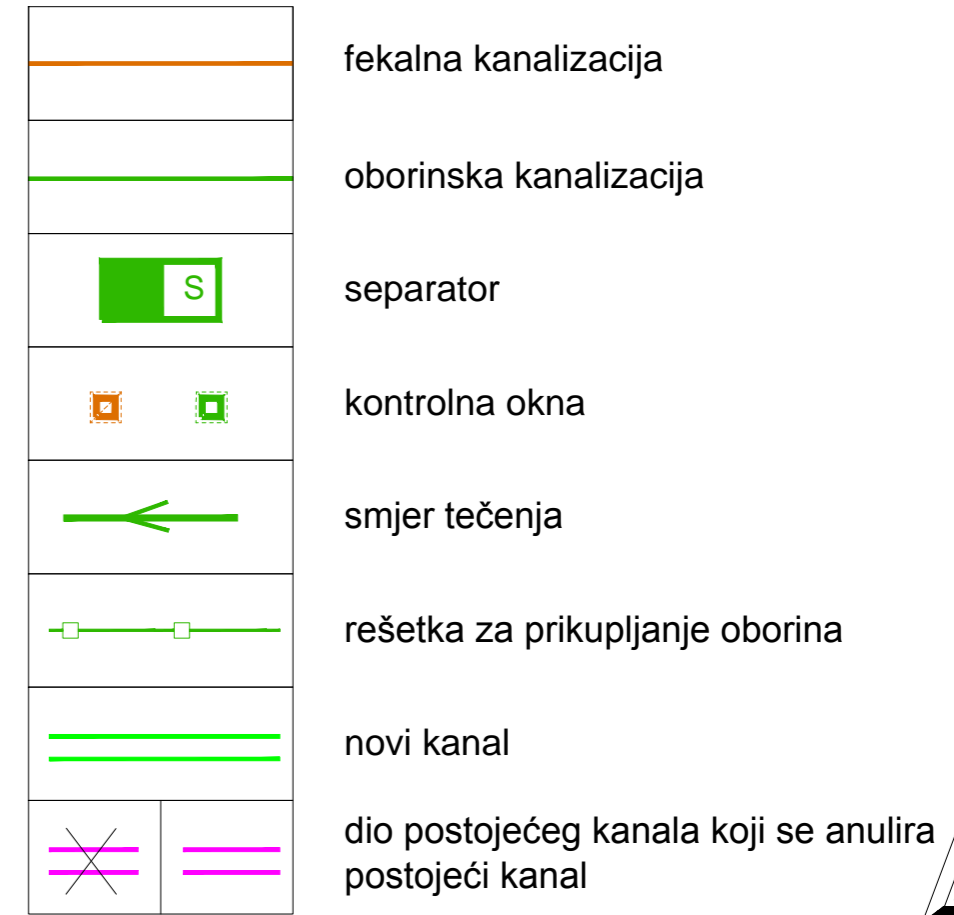 fekalna kanalizacija
oborinska kanalizacija
S
separator
kontrolna okna
smjer tečenja
rešetka za prikupljanje oborina
novi kanal
dio postojećeg kanala koji se anulira
postojeći kanal